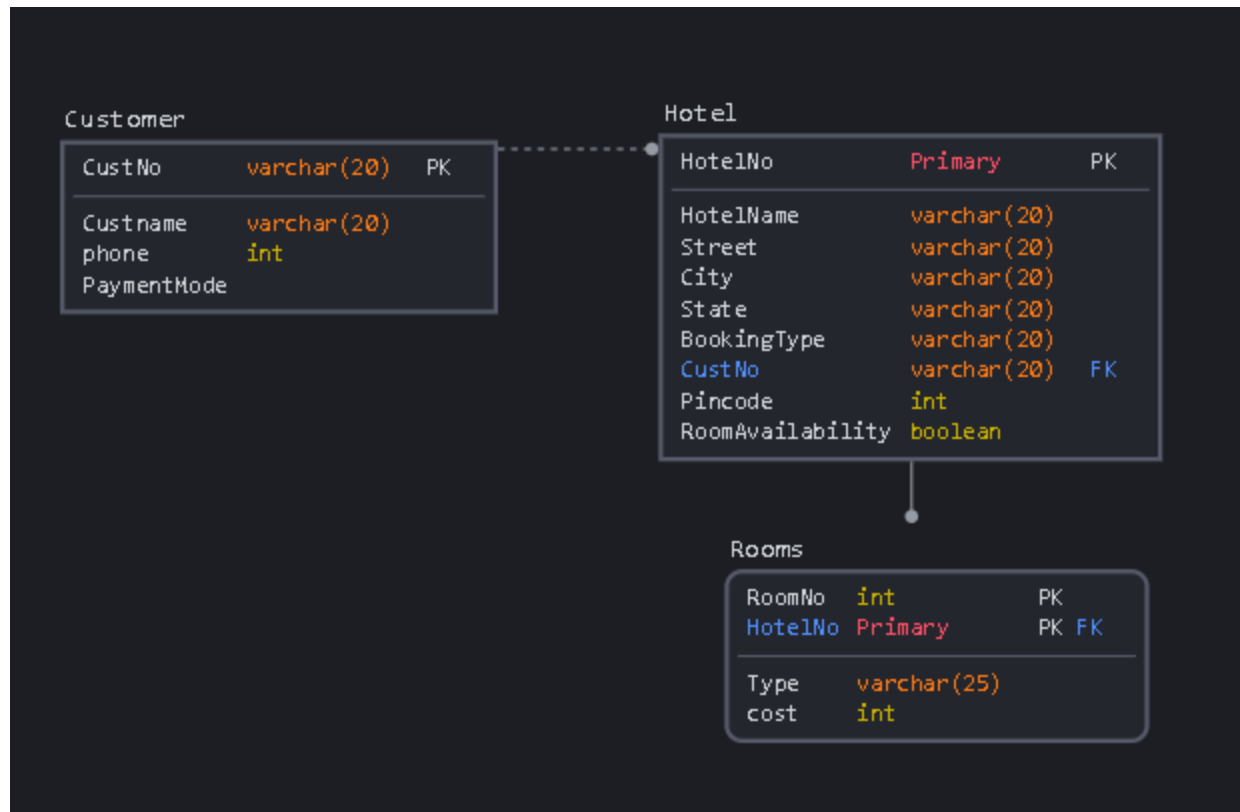 Customer
CustNo varchar(20) PK
Custname varchar(20)
phone int
PaymentMode
Hotel
HotelNo Primary PK
HotelName varchar(20)
Street varchar(20)
City varchar(20)
State varchar(20)
BookingType varchar(20)
CustNo varchar(20) FK
Pincode int
RoomAvailability boolean
Rooms
RoomNo int PK
HotelNo Primary PK FK
Type varchar(25)
cost int